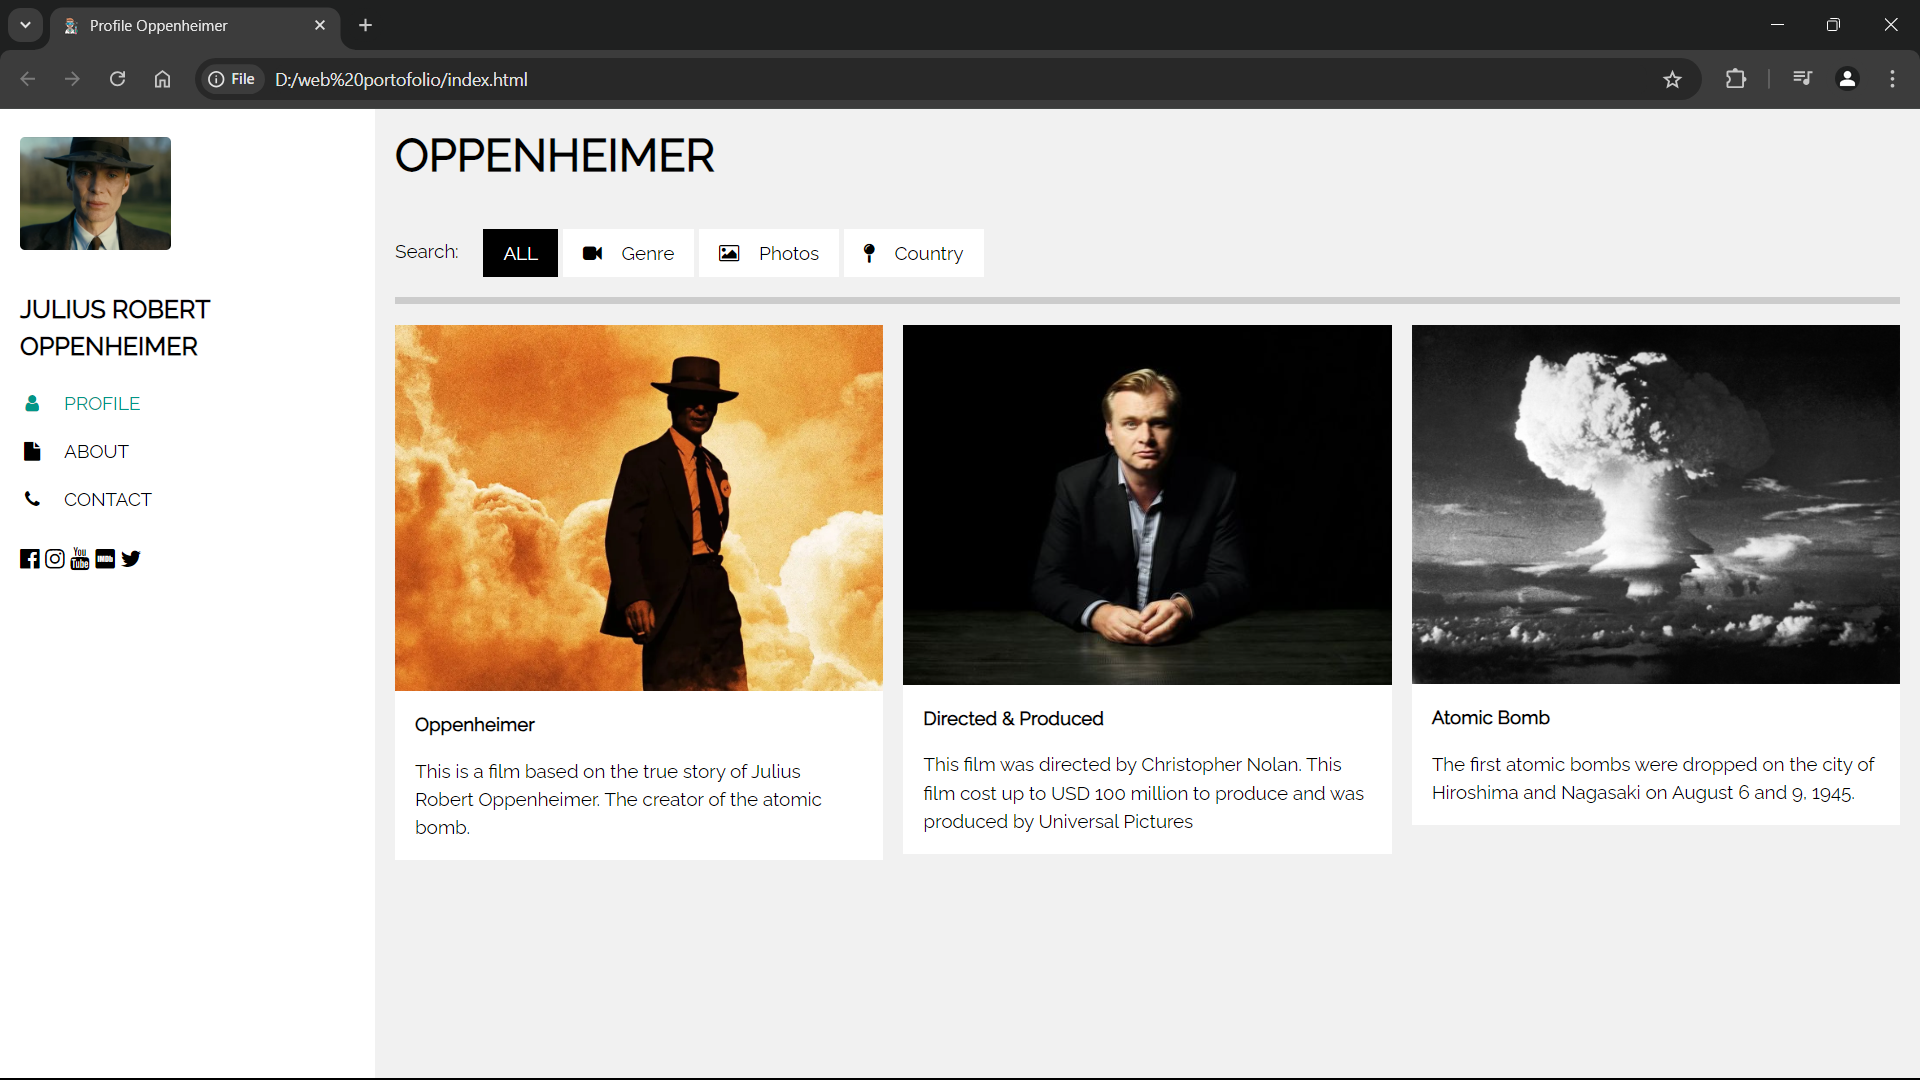 Profile Oppenheimer
File
D:/web%20portofolio/index.html
JULIUS ROBERT
OPPENHEIMER
PROFILE
ABOUT
CONTACT
You
Tube
IMDb
OPPENHEIMER
Search:
ALL
Genre
Photos
Country
Oppenheimer
This is a film based on the true story of Julius
Robert Oppenheimer. The creator of the atomic
bomb.
Directed & Produced
This film was directed by Christopher Nolan. This
film cost up to USD 100 million to produce and was
produced by Universal Pictures
Atomic Bomb
The first atomic bombs were dropped on the city of
Hiroshima and Nagasaki on August 6 and 9, 1945.